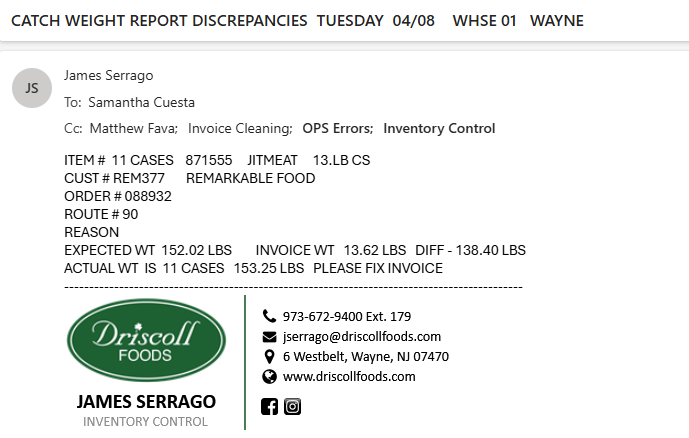 CATCH WEIGHT REPORT DISCREPANCIES TUESDAY 04/08 WHSE 01 WAYNE
JS
James Serrago
To: Samantha Cuesta
Cc: Matthew Fava; Invoice Cleaning; OPS Errors; Inventory Control
ITEM # 11 CASES 871555 JITMEAT 13.LB CS
CUST # REM377 REMARKABLE FOOD
ORDER # 088932
ROUTE # 90
REASON
EXPECTED WT 152.02 LBS INVOICE WT 13.62 LBS DIFF - 138.40 LBS
ACTUAL WT IS 11 CASES 153.25 LBS PLEASE FIX INVOICE
--------------------------------------------------------------------------------------------
Driscoll
FOODS
JAMES SERRAGO
INVENTORY CONTROL
973-672-9400 Ext. 179
jserrago@driscollfoods.com
6 Westbelt, Wayne, NJ 07470
www.driscollfoods.com